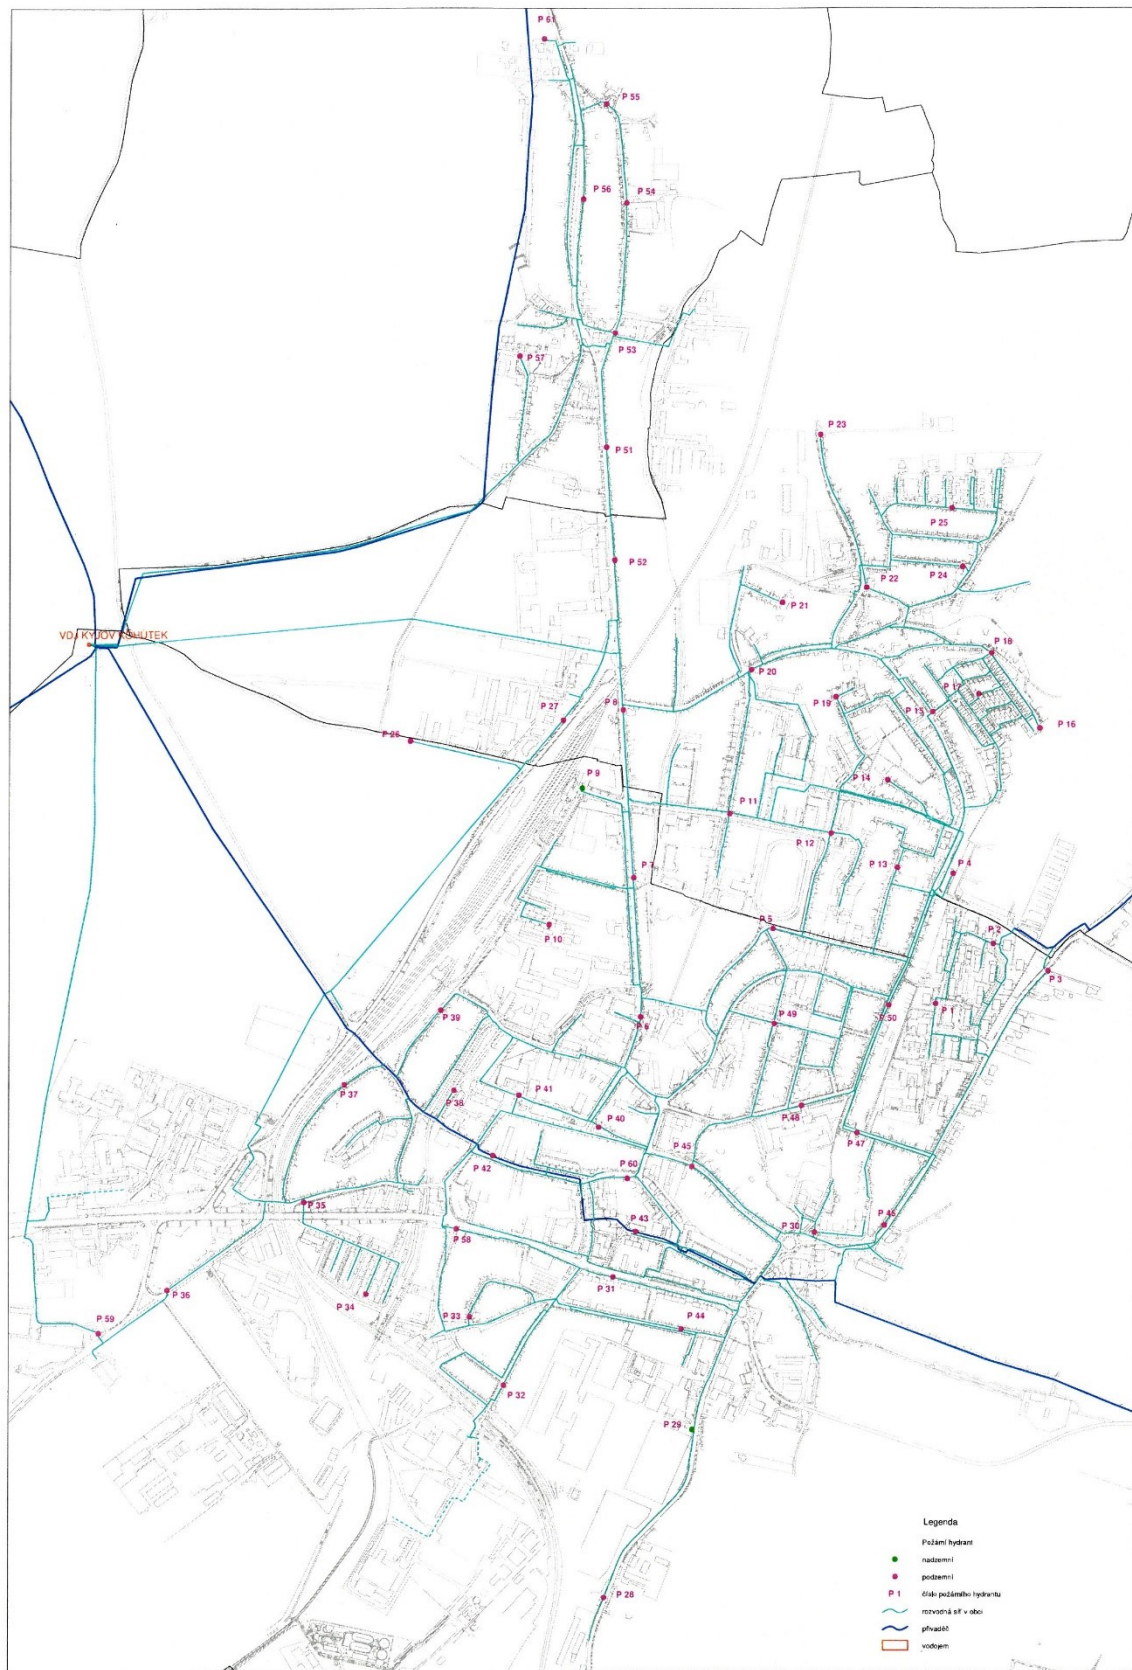 P 61
P 55
P 56
P 54
P 53
P 57
P 51
P 23
P 25
P 52
P 24
P 22
P 21
VDJ KYJOV KOHUTEK
P 18
P 20
P 17
P 19
P 15
P 8
P 27
P 16
P 26
P 9
P 14
P 11
P 12
P 13
P 7
P 4
P 5
P 10
P 2
P 3
P 1
P 50
P 39
P 49
P 6
P 37
P 38
P 41
P 48
P 40
P 47
P 42
P 45
P 60
P 35
P 43
P 30
P 46
P 58
P 31
P 36
P 34
P 33
P 44
P 59
P 32
P 29
P 28
Legenda
Požární hydrant
nadzemní
podzemní
P 1 číslo požárního hydrantu
rozvodná síť v obci
přivaděč
vodojem